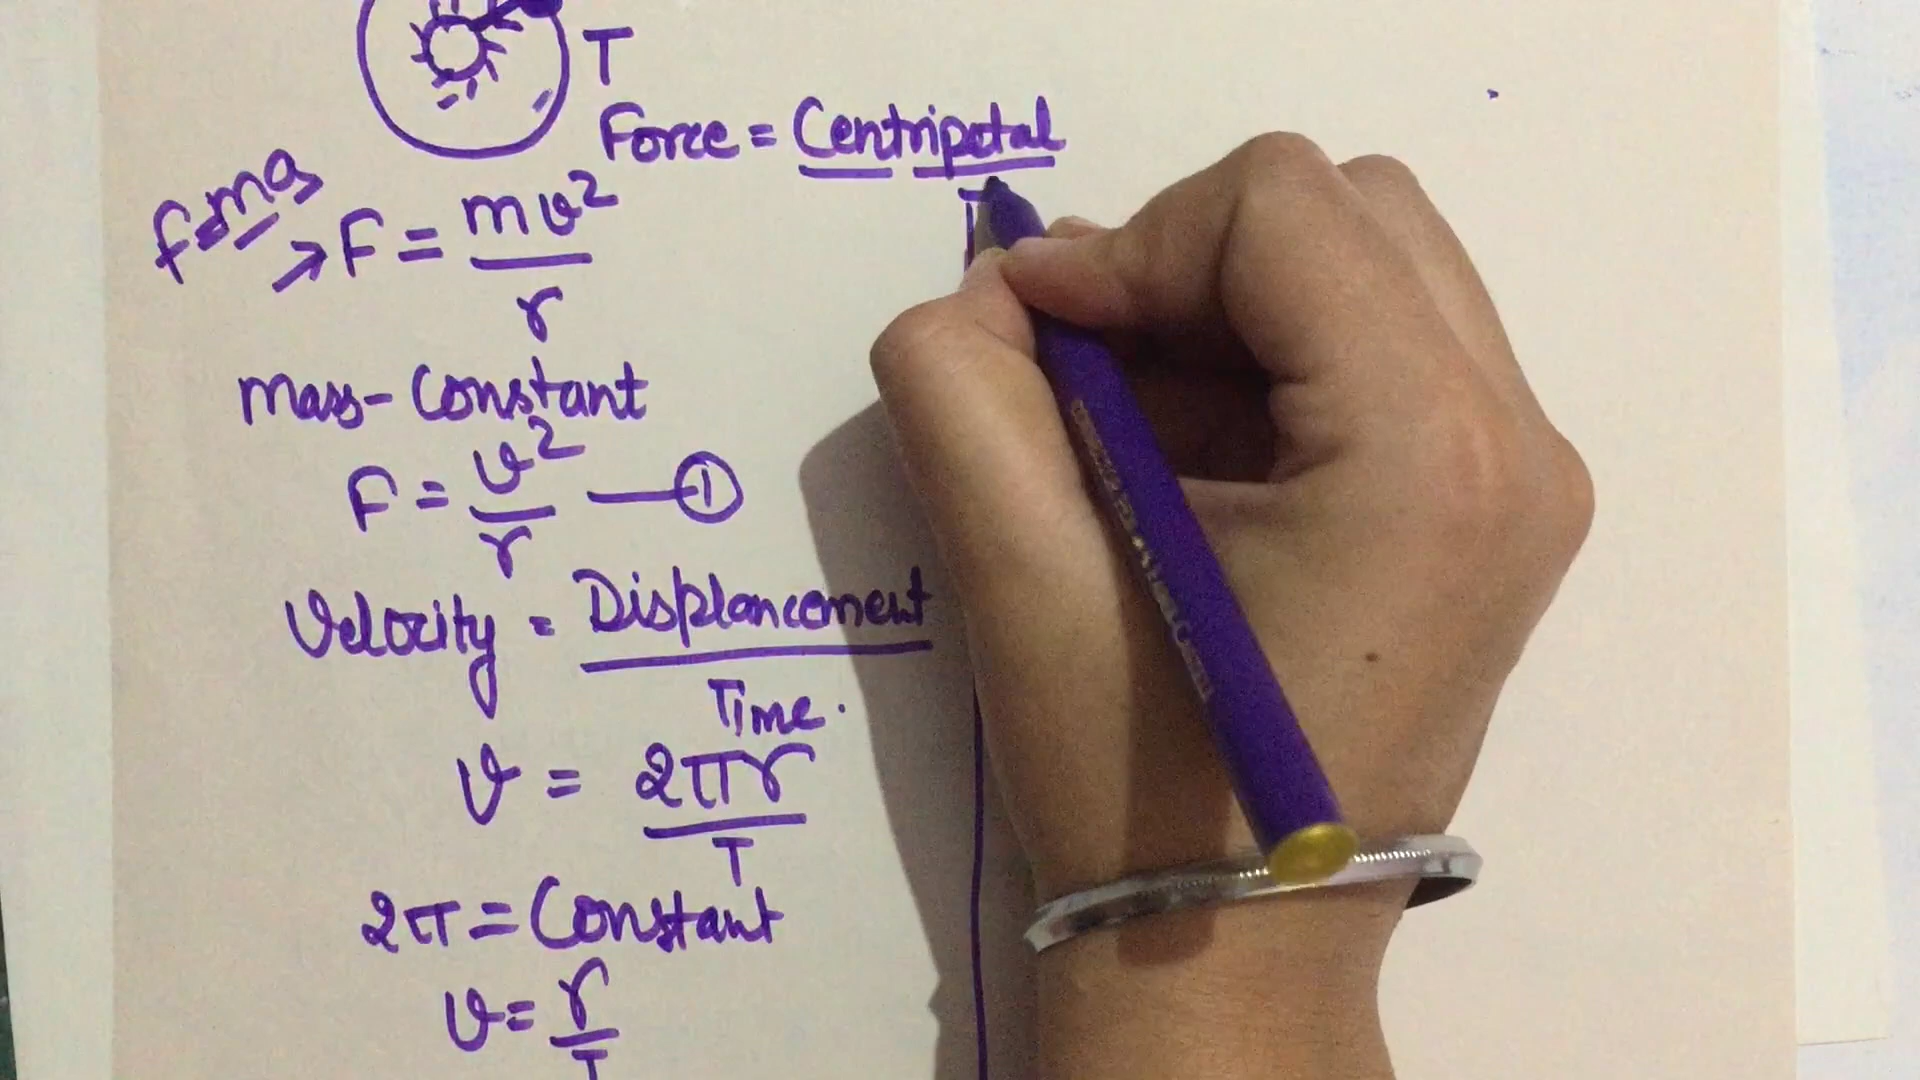 T
Force = Centripetal
f=ma
→ F = mv²/r
Mass - Constant
F = v²/r — ①
Velocity = Displancement
Time.
v = 2πr/T
2π = Constant
v = r/T